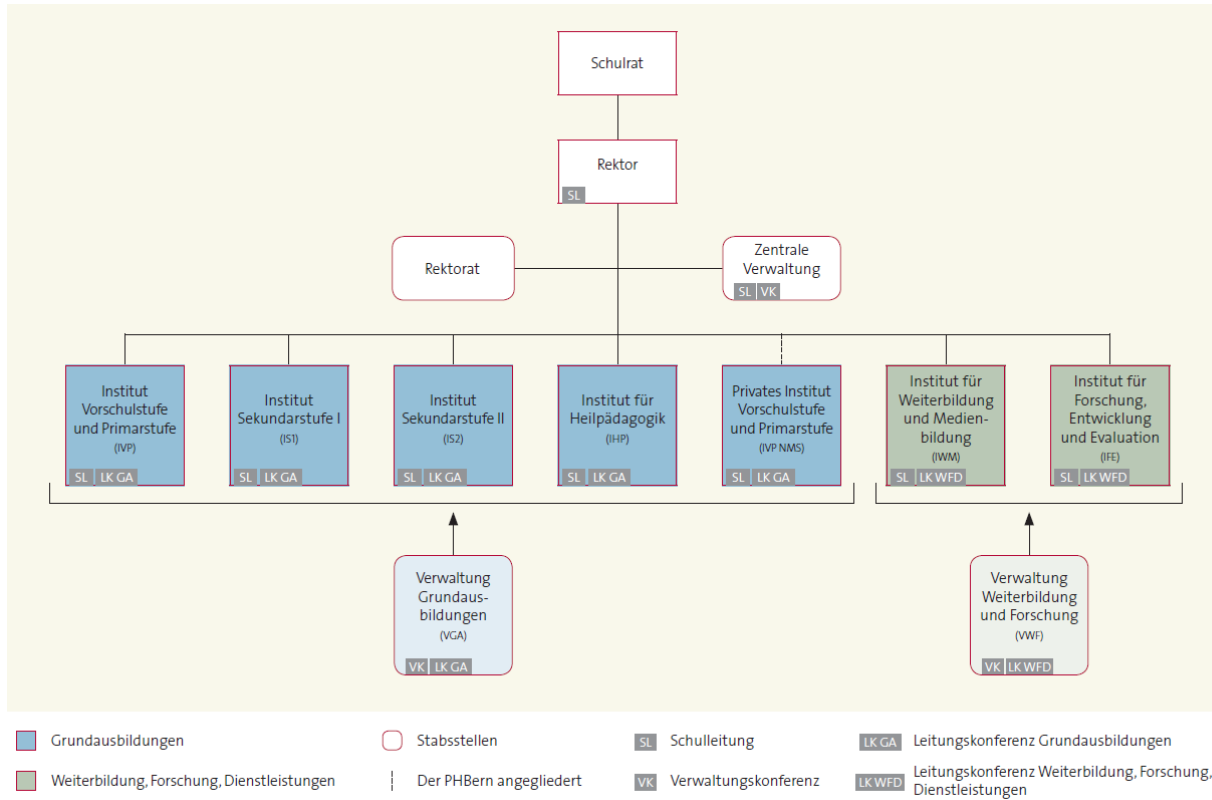 Schulrat
Rektor
SL
Rektorat
Zentrale
Verwaltung
SL VK
Institut
Vorschulstufe
und Primarstufe
(IVP)
SL LK GA
Institut
Sekundarstufe I
(IS1)
SL LK GA
Institut
Sekundarstufe II
(IS2)
SL LK GA
Institut für
Heilpädagogik
(IHP)
SL LK GA
Privates Institut
Vorschulstufe
und Primarstufe
(IVP NMS)
SL LK GA
Institut für
Weiterbildung
und Medien-
bildung
(IWM)
SL LK WFD
Institut für
Forschung,
Entwicklung
und Evaluation
(IFE)
SL LK WFD
Verwaltung
Grundaus-
bildungen
(VGA)
VK LK GA
Verwaltung
Weiterbildung
und Forschung
(VWF)
VK LK WFD
Grundausbildungen
Stabsstellen
SL Schulleitung
LK GA Leitungskonferenz Grundausbildungen
Weiterbildung, Forschung, Dienstleistungen
Der PHBern angegliedert
VK Verwaltungskonferenz
LK WFD Leitungskonferenz Weiterbildung, Forschung,
Dienstleistungen